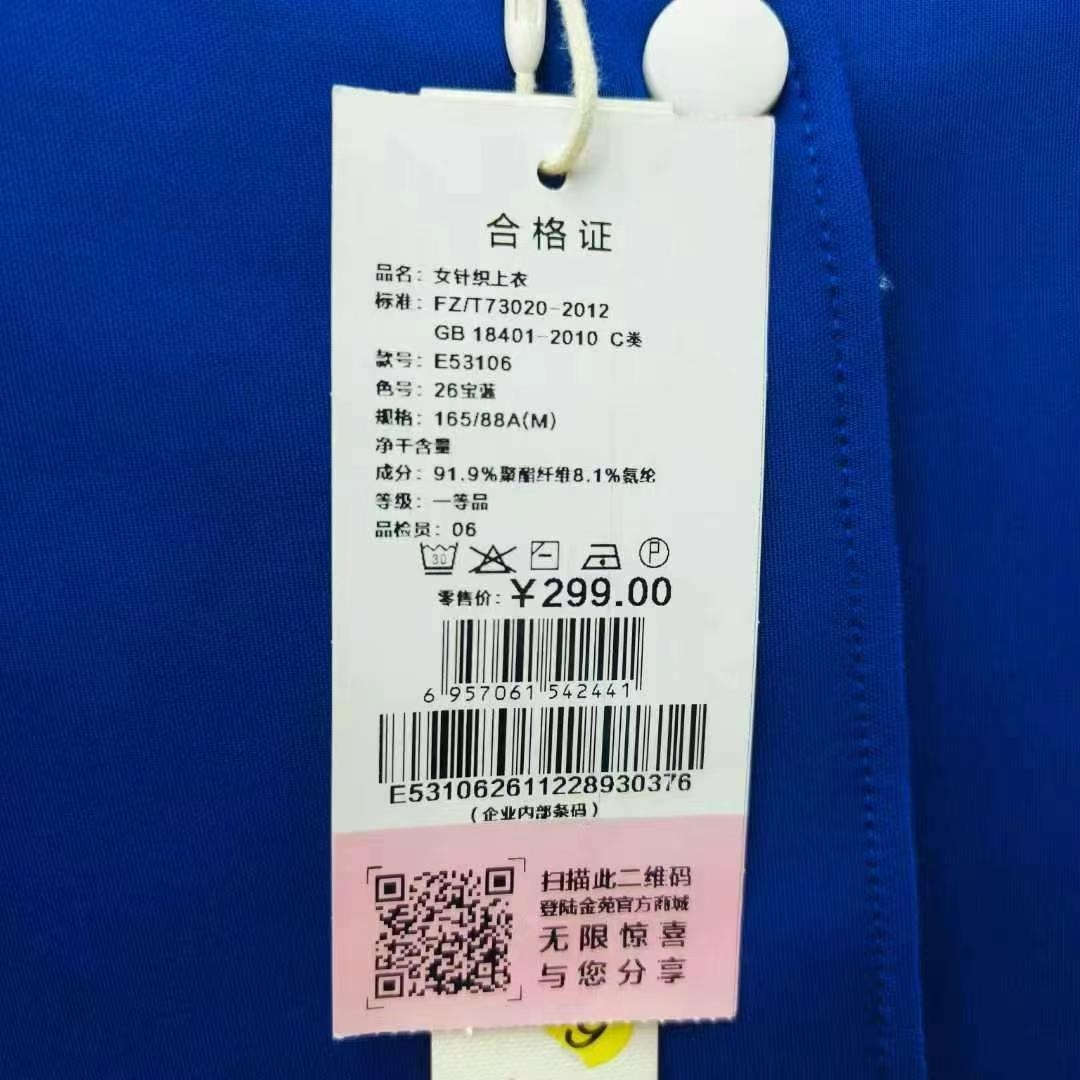 合格证
品名：女针织上衣
标准：FZ/T73020-2012
GB 18401-2010 C类
款号：E53106
色号：26宝蓝
规格：165/88A(M)
净干含量
成分：91.9%聚酯纤维8.1%氨纶
等级：一等品
品检员：06
30 P
零售价：￥299.00
6 957061 542441
E531062611228930376
（企业内部条码）
扫描此二维码
登陆金苑官方商城
无限惊喜
与您分享
9